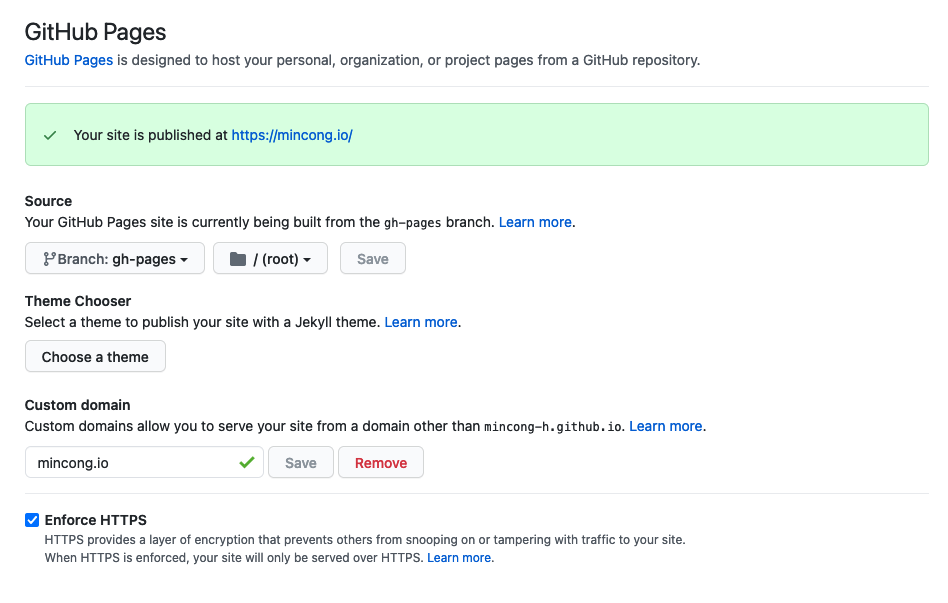 GitHub Pages
GitHub Pages is designed to host your personal, organization, or project pages from a GitHub repository.
Your site is published at https://mincong.io/
Source
Your GitHub Pages site is currently being built from the gh-pages branch. Learn more.
Branch: gh-pages / (root) Save
Theme Chooser
Select a theme to publish your site with a Jekyll theme. Learn more.
Choose a theme
Custom domain
Custom domains allow you to serve your site from a domain other than mincong-h.github.io. Learn more.
mincong.io Save Remove
Enforce HTTPS
HTTPS provides a layer of encryption that prevents others from snooping on or tampering with traffic to your site.
When HTTPS is enforced, your site will only be served over HTTPS. Learn more.